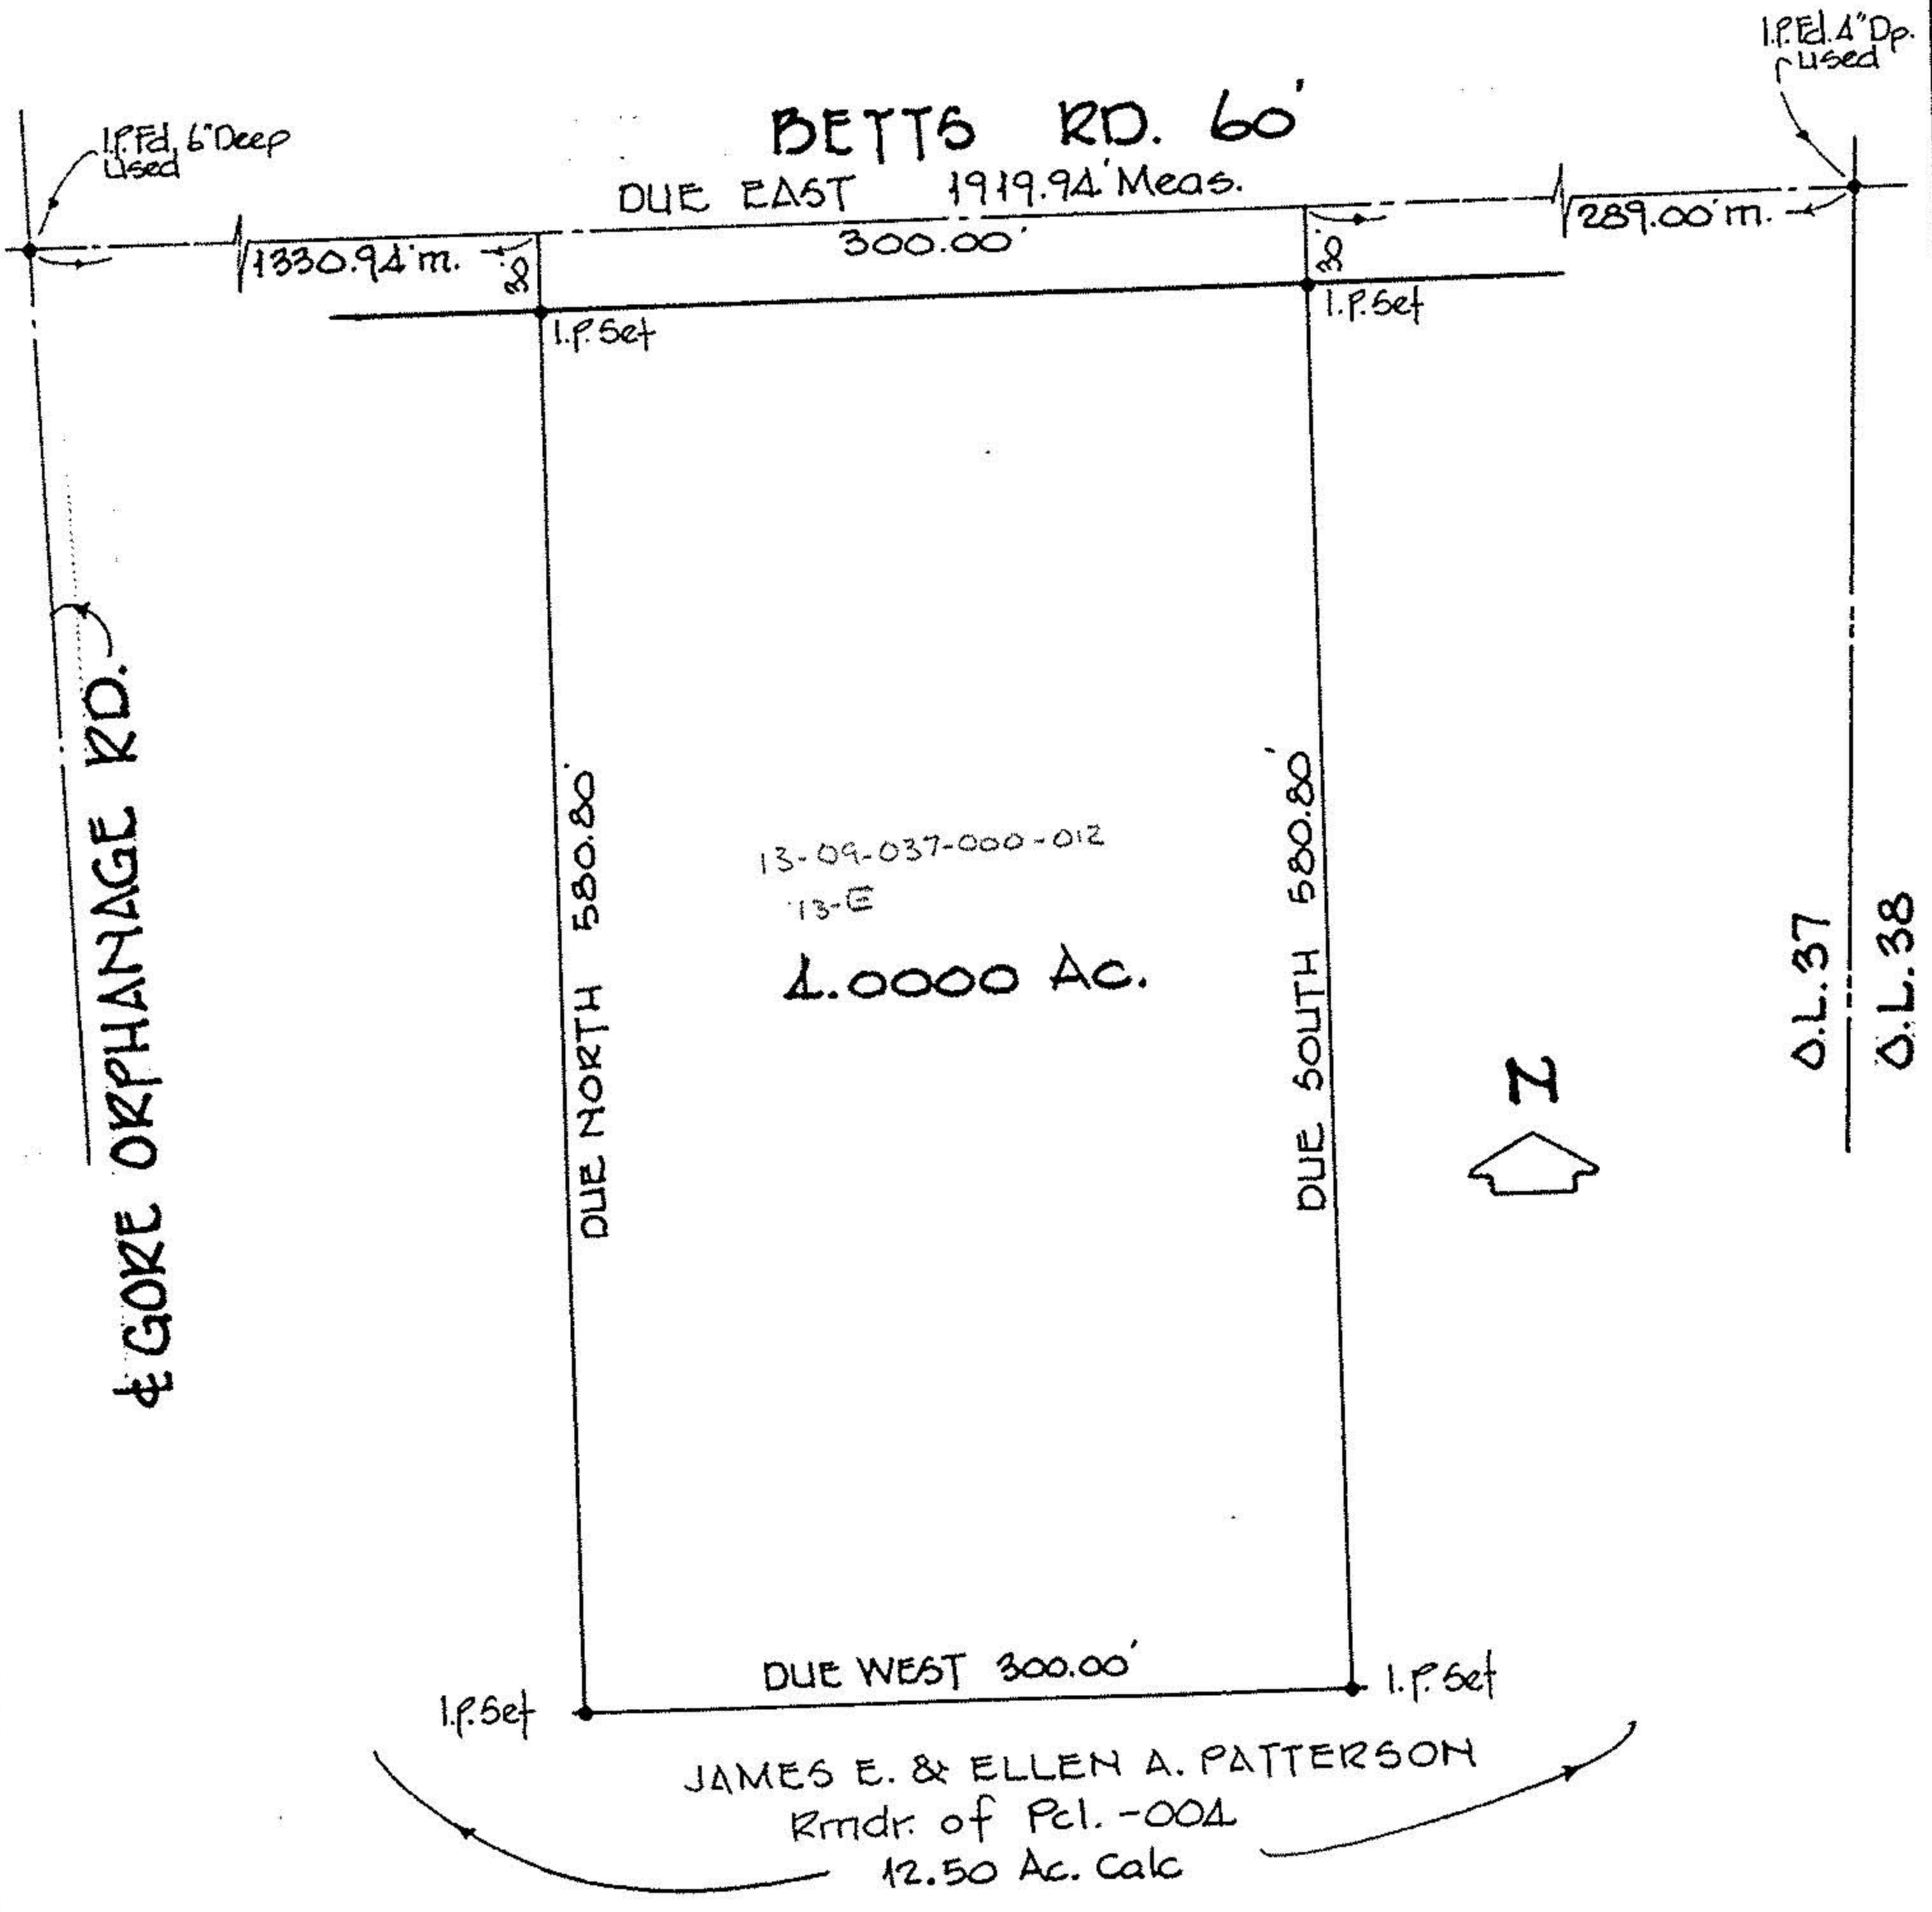 I.P.Fd. 4" Dp.
used
BETTS RD. 60'
I.P.Fd. 6" Deep
used
DUE EAST 1919.94' Meas.
1330.94' m.
300.00'
289.00' m.
30'
30'
I.P. Set
I.P. Set
℄ GORE ORPHANAGE RD.
DUE NORTH 580.80'
DUE SOUTH 580.80'
13-09-037-000-012
13-E
4.0000 Ac.
O.L. 37
O.L. 38
N
DUE WEST 300.00'
I.P. Set
I.P. Set
JAMES E. & ELLEN A. PATTERSON
Rmdr. of Pcl. -004
12.50 Ac. Calc